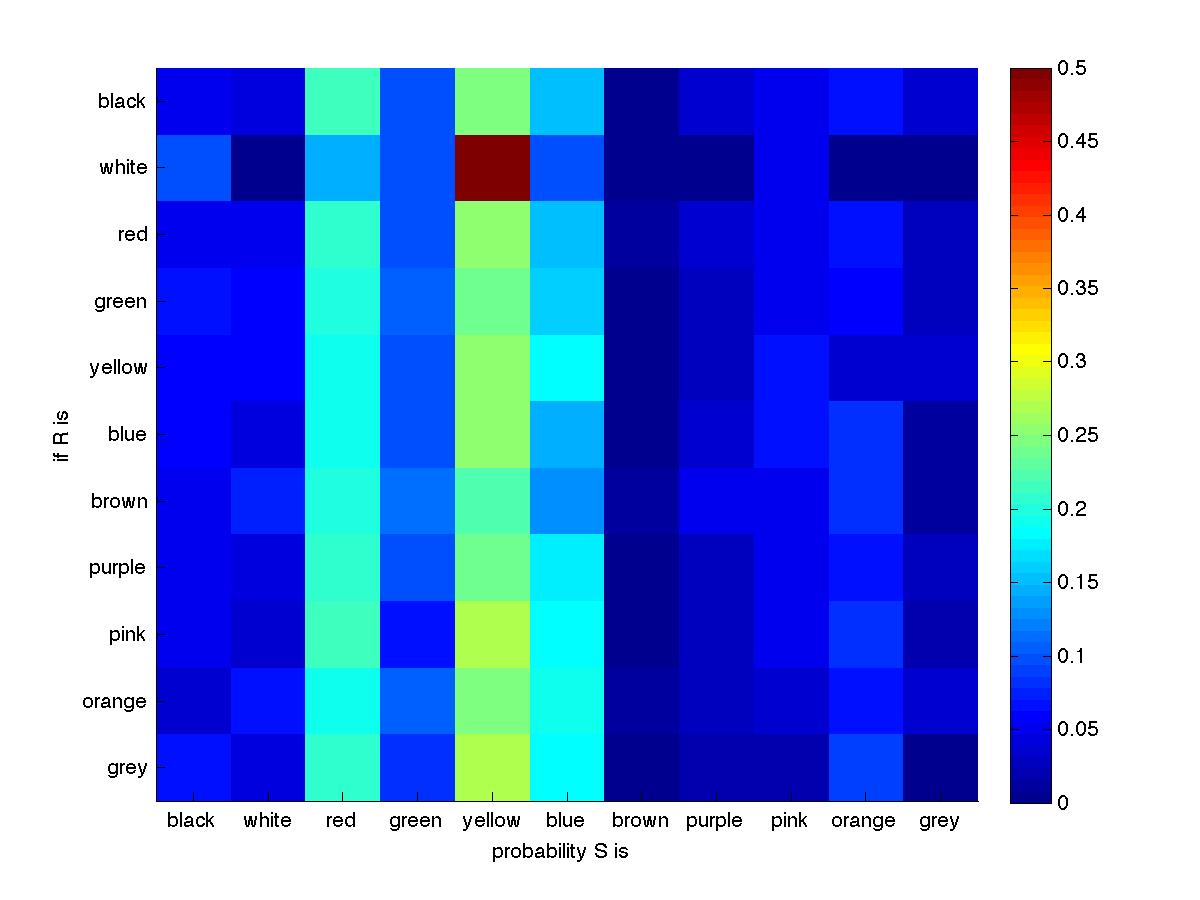 black
white
red
green
yellow
blue
brown
purple
pink
orange
grey
if R is
black white red green yellow blue brown purple pink orange grey
probability S is
0.5
0.45
0.4
0.35
0.3
0.25
0.2
0.15
0.1
0.05
0